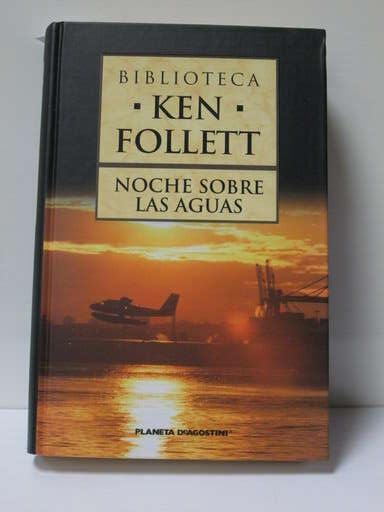 BIBLIOTECA
· KEN ·
FOLLETT
NOCHE SOBRE
LAS AGUAS
PLANETA DEAGOSTINI